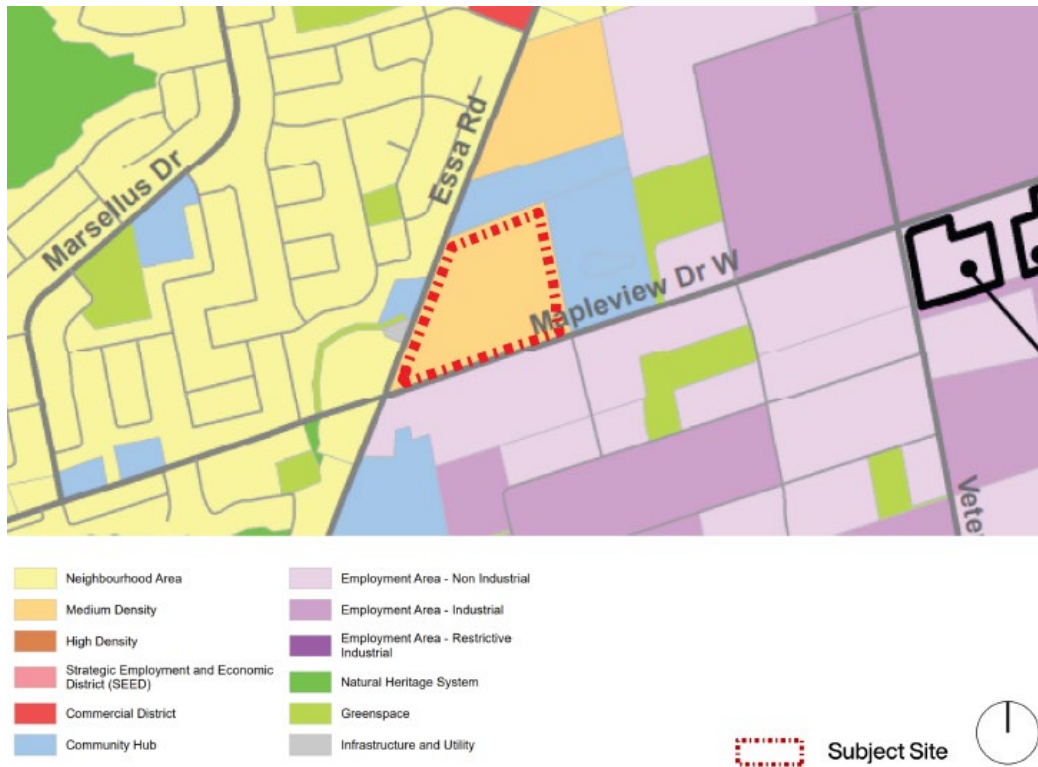 Marsellus Dr
Essa Rd
Mapleview Dr W
Vete
Neighbourhood Area
Medium Density
High Density
Strategic Employment and Economic
District (SEED)
Commercial District
Community Hub
Employment Area - Non Industrial
Employment Area - Industrial
Employment Area - Restrictive
Industrial
Natural Heritage System
Greenspace
Infrastructure and Utility
Subject Site